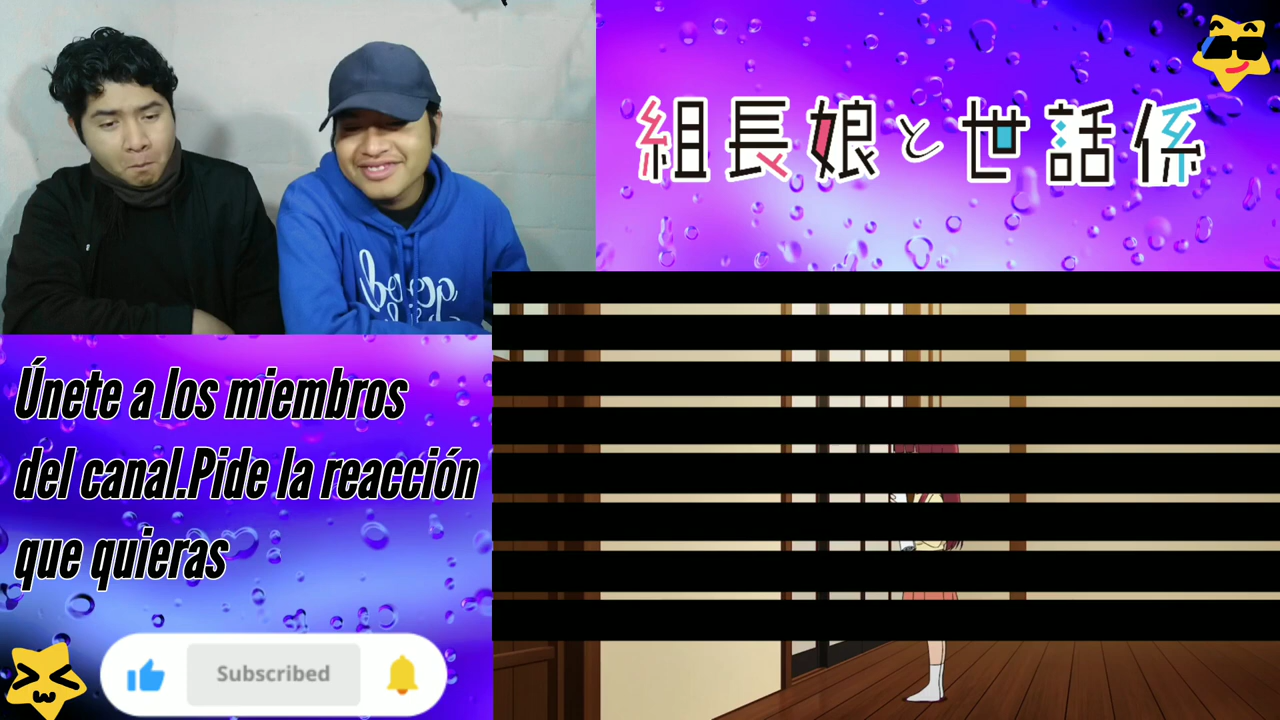 組長娘と世話係
Únete a los miembros
del canal.Pide la reacción
que quieras
Subscribed